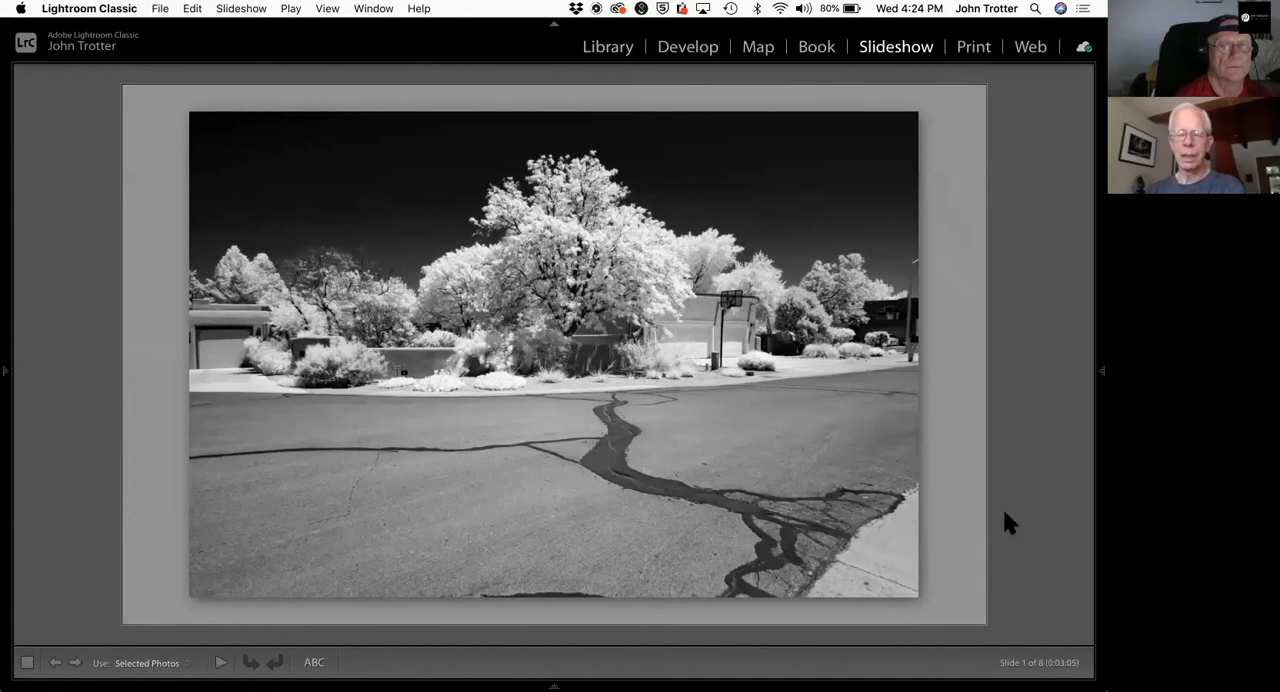 Lightroom Classic File Edit Slideshow Play View Window Help 80% Wed 4:24 PM John Trotter
LrC
Adobe Lightroom Classic
John Trotter
Library | Develop | Map | Book | Slideshow | Print | Web
Use: Selected Photos
ABC
Slide 1 of 8 (0:03:05)